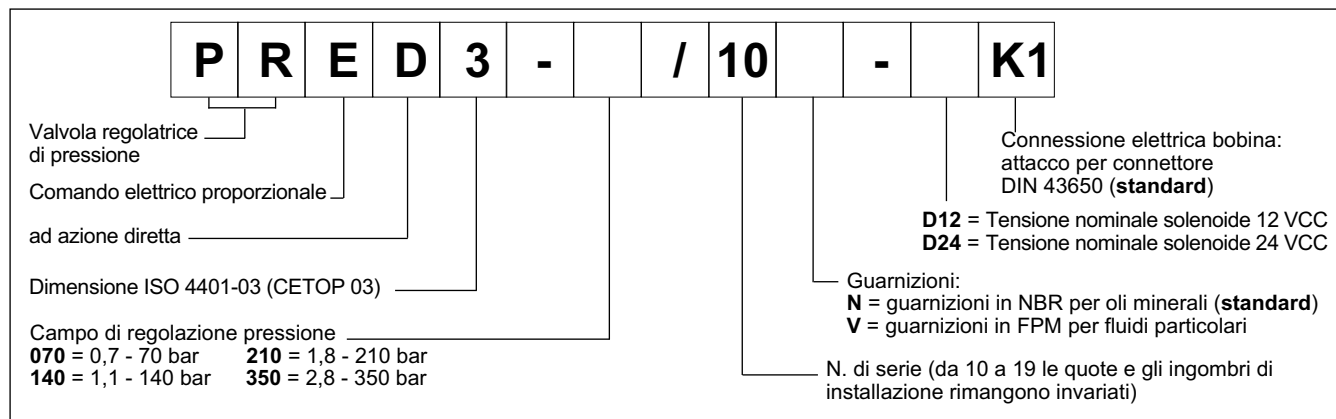 P R E D 3 - / 10 - K1
Valvola regolatrice
di pressione
Comando elettrico proporzionale
ad azione diretta
Dimensione ISO 4401-03 (CETOP 03)
Campo di regolazione pressione
070 = 0,7 - 70 bar 210 = 1,8 - 210 bar
140 = 1,1 - 140 bar 350 = 2,8 - 350 bar
Connessione elettrica bobina:
attacco per connettore
DIN 43650 (standard)
D12 = Tensione nominale solenoide 12 VCC
D24 = Tensione nominale solenoide 24 VCC
Guarnizioni:
N = guarnizioni in NBR per oli minerali (standard)
V = guarnizioni in FPM per fluidi particolari
N. di serie (da 10 a 19 le quote e gli ingombri di
installazione rimangono invariati)